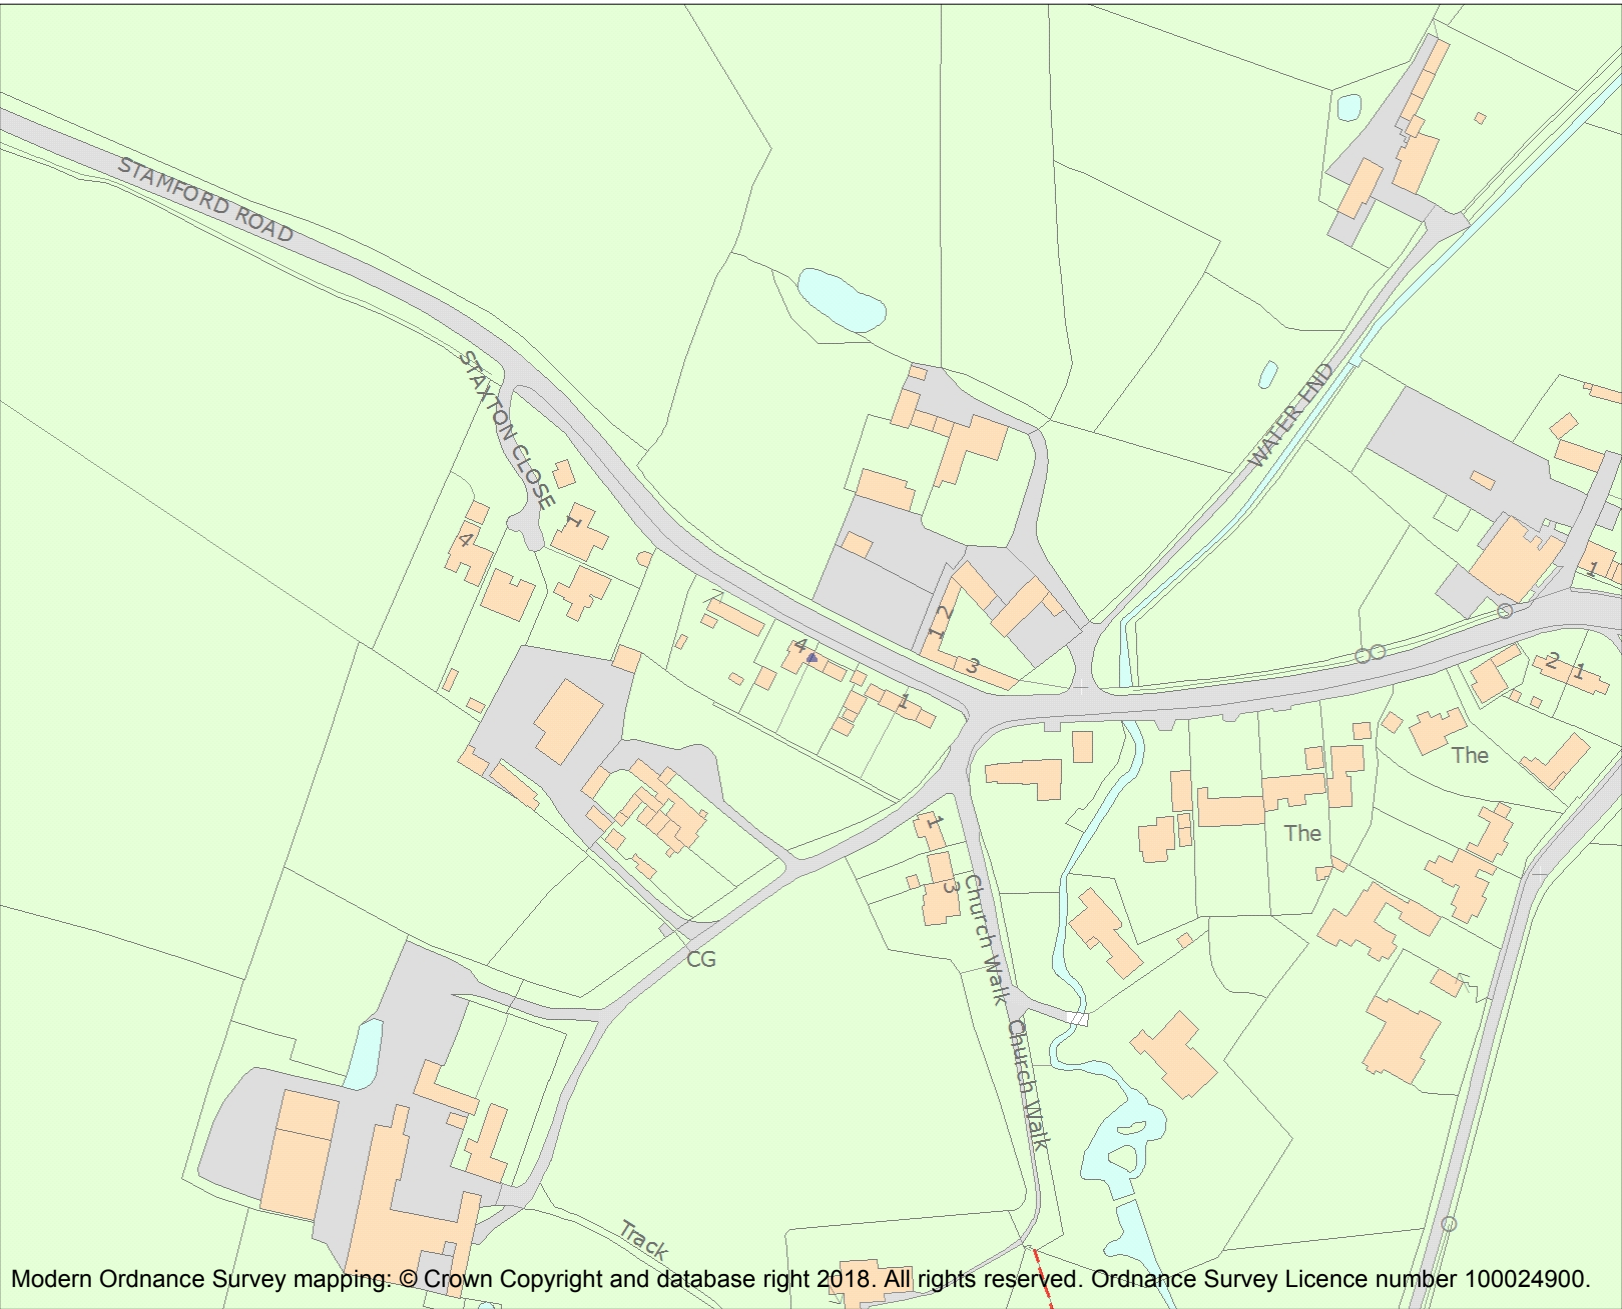 STAMFORD ROAD
STAXTON CLOSE
WATER END
1
4
1
2
1
3
4
1
2
1
The
The
1
3
Church Walk
CG
Church Walk
Track
Modern Ordnance Survey mapping: © Crown Copyright and database right 2018. All rights reserved. Ordnance Survey Licence number 100024900.